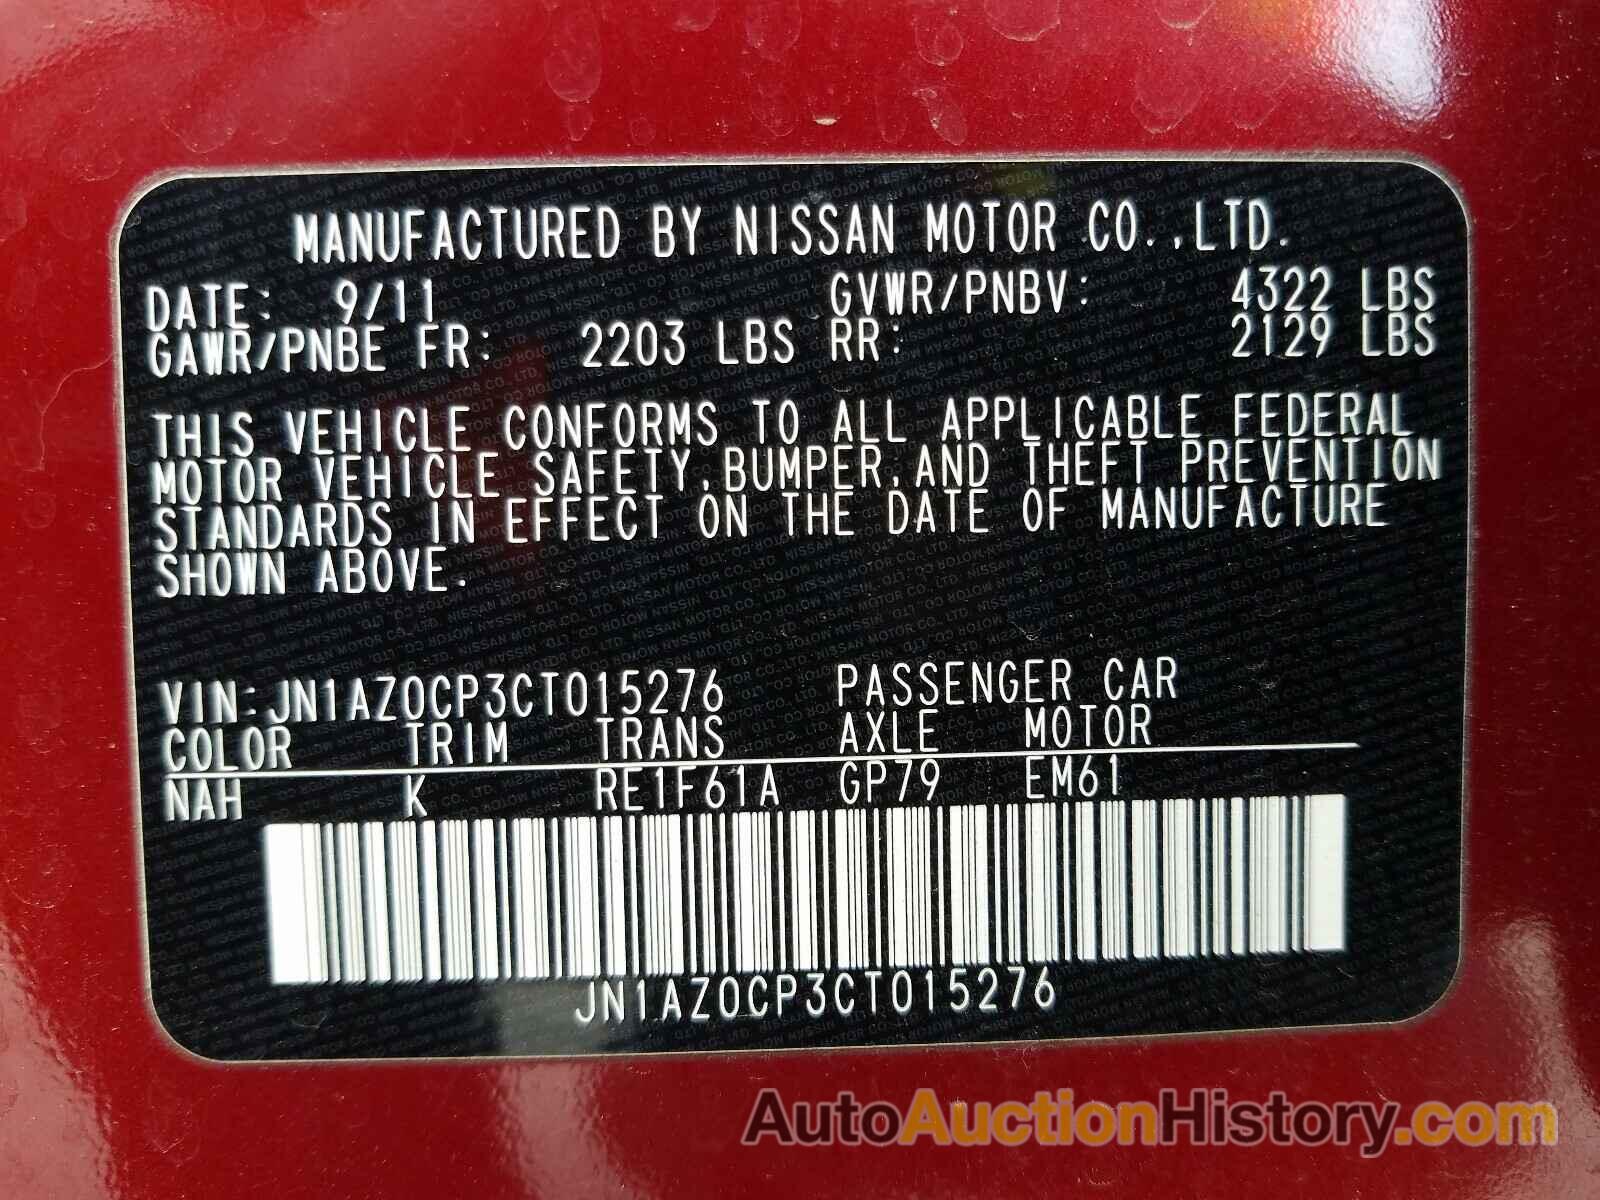 MANUFACTURED BY NISSAN MOTOR CO.,LTD.
DATE: 9/11 GVWR/PNBV: 4322 LBS
GAWR/PNBE FR: 2203 LBS RR: 2129 LBS
THIS VEHICLE CONFORMS TO ALL APPLICABLE FEDERAL
MOTOR VEHICLE SAFETY,BUMPER,AND THEFT PREVENTION
STANDARDS IN EFFECT ON THE DATE OF MANUFACTURE
SHOWN ABOVE.
VIN:JN1AZ0CP3CT015276 PASSENGER CAR
COLOR TRIM TRANS AXLE MOTOR
NAH K RE1F61A GP79 EM61
JN1AZ0CP3CT015276
AutoAuctionHistory.com